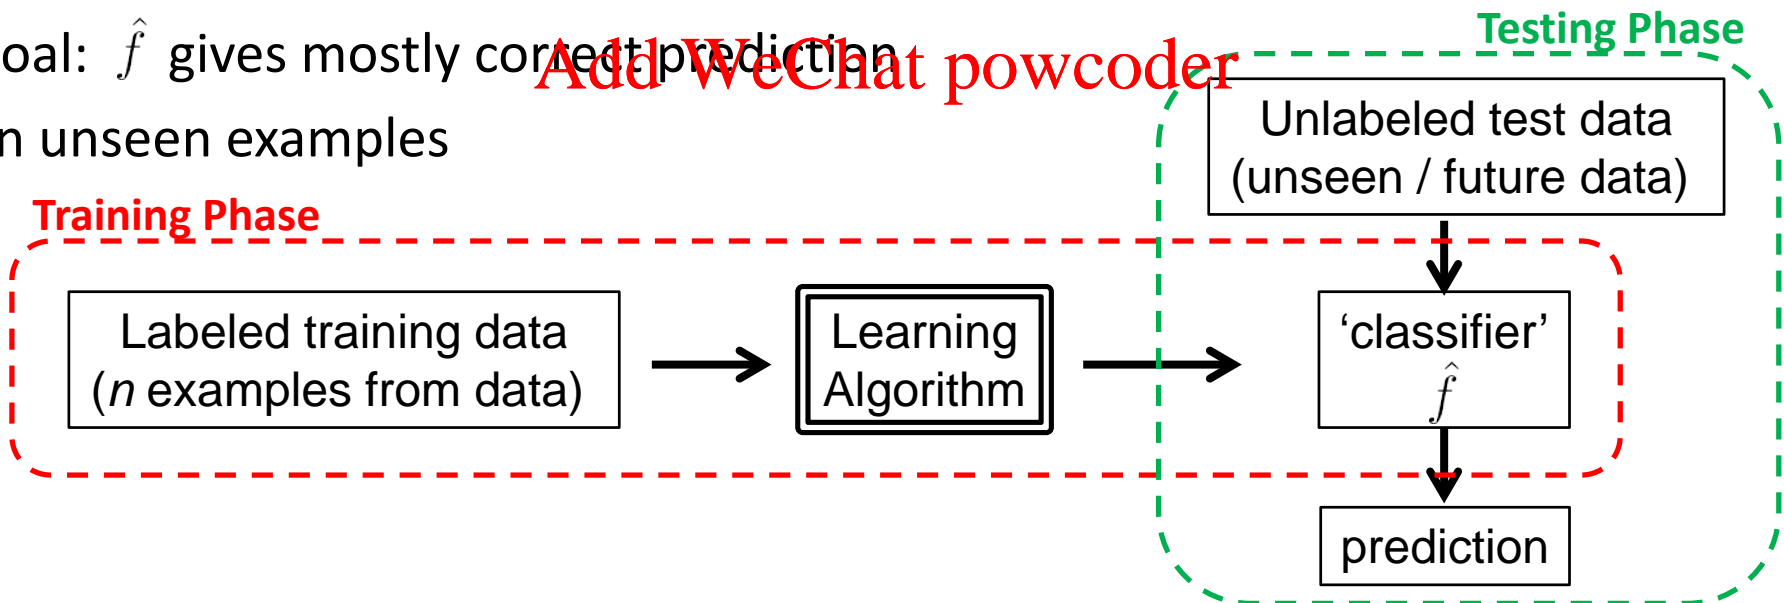 oal: f̂ gives mostly correct prediction
Add WeChat powcoder
n unseen examples
Testing Phase
Unlabeled test data
(unseen / future data)
Training Phase
Labeled training data
(n examples from data)
Learning
Algorithm
‘classifier’
f̂
prediction